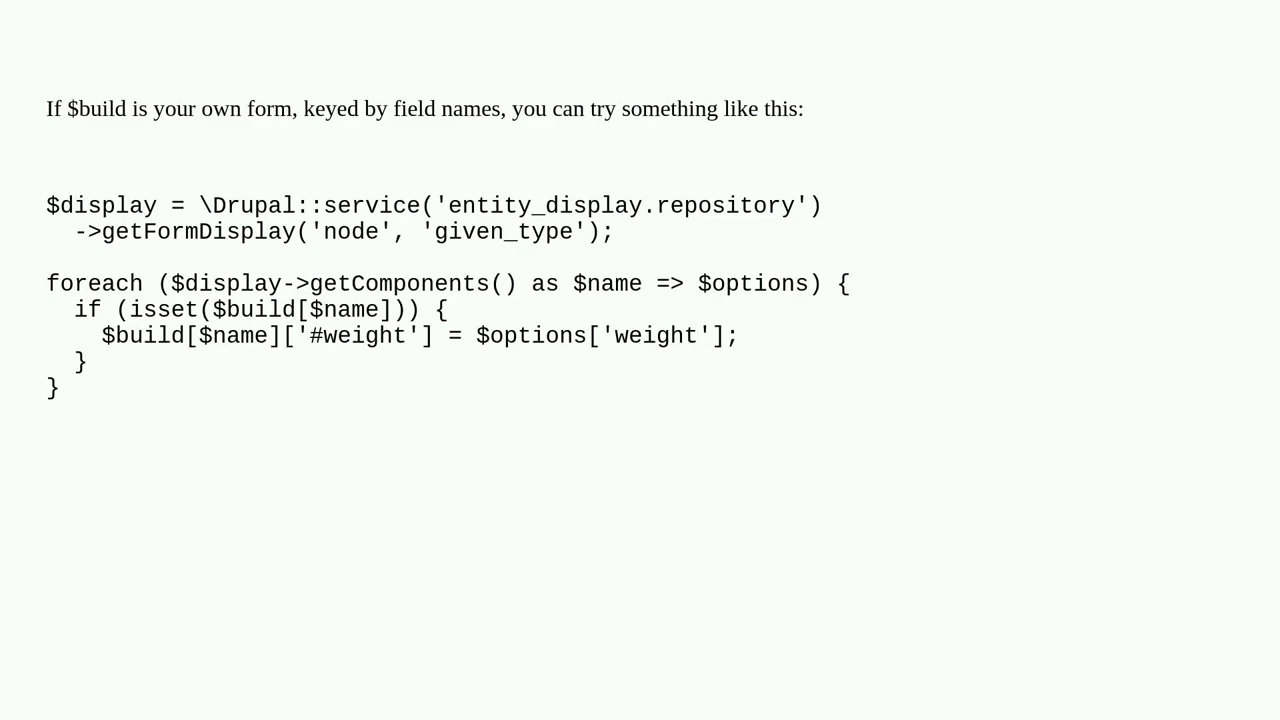 If $build is your own form, keyed by field names, you can try something like this:
$display = \Drupal::service('entity_display.repository')
  ->getFormDisplay('node', 'given_type');
foreach ($display->getComponents() as $name => $options) {
  if (isset($build[$name])) {
    $build[$name]['#weight'] = $options['weight'];
  }
}